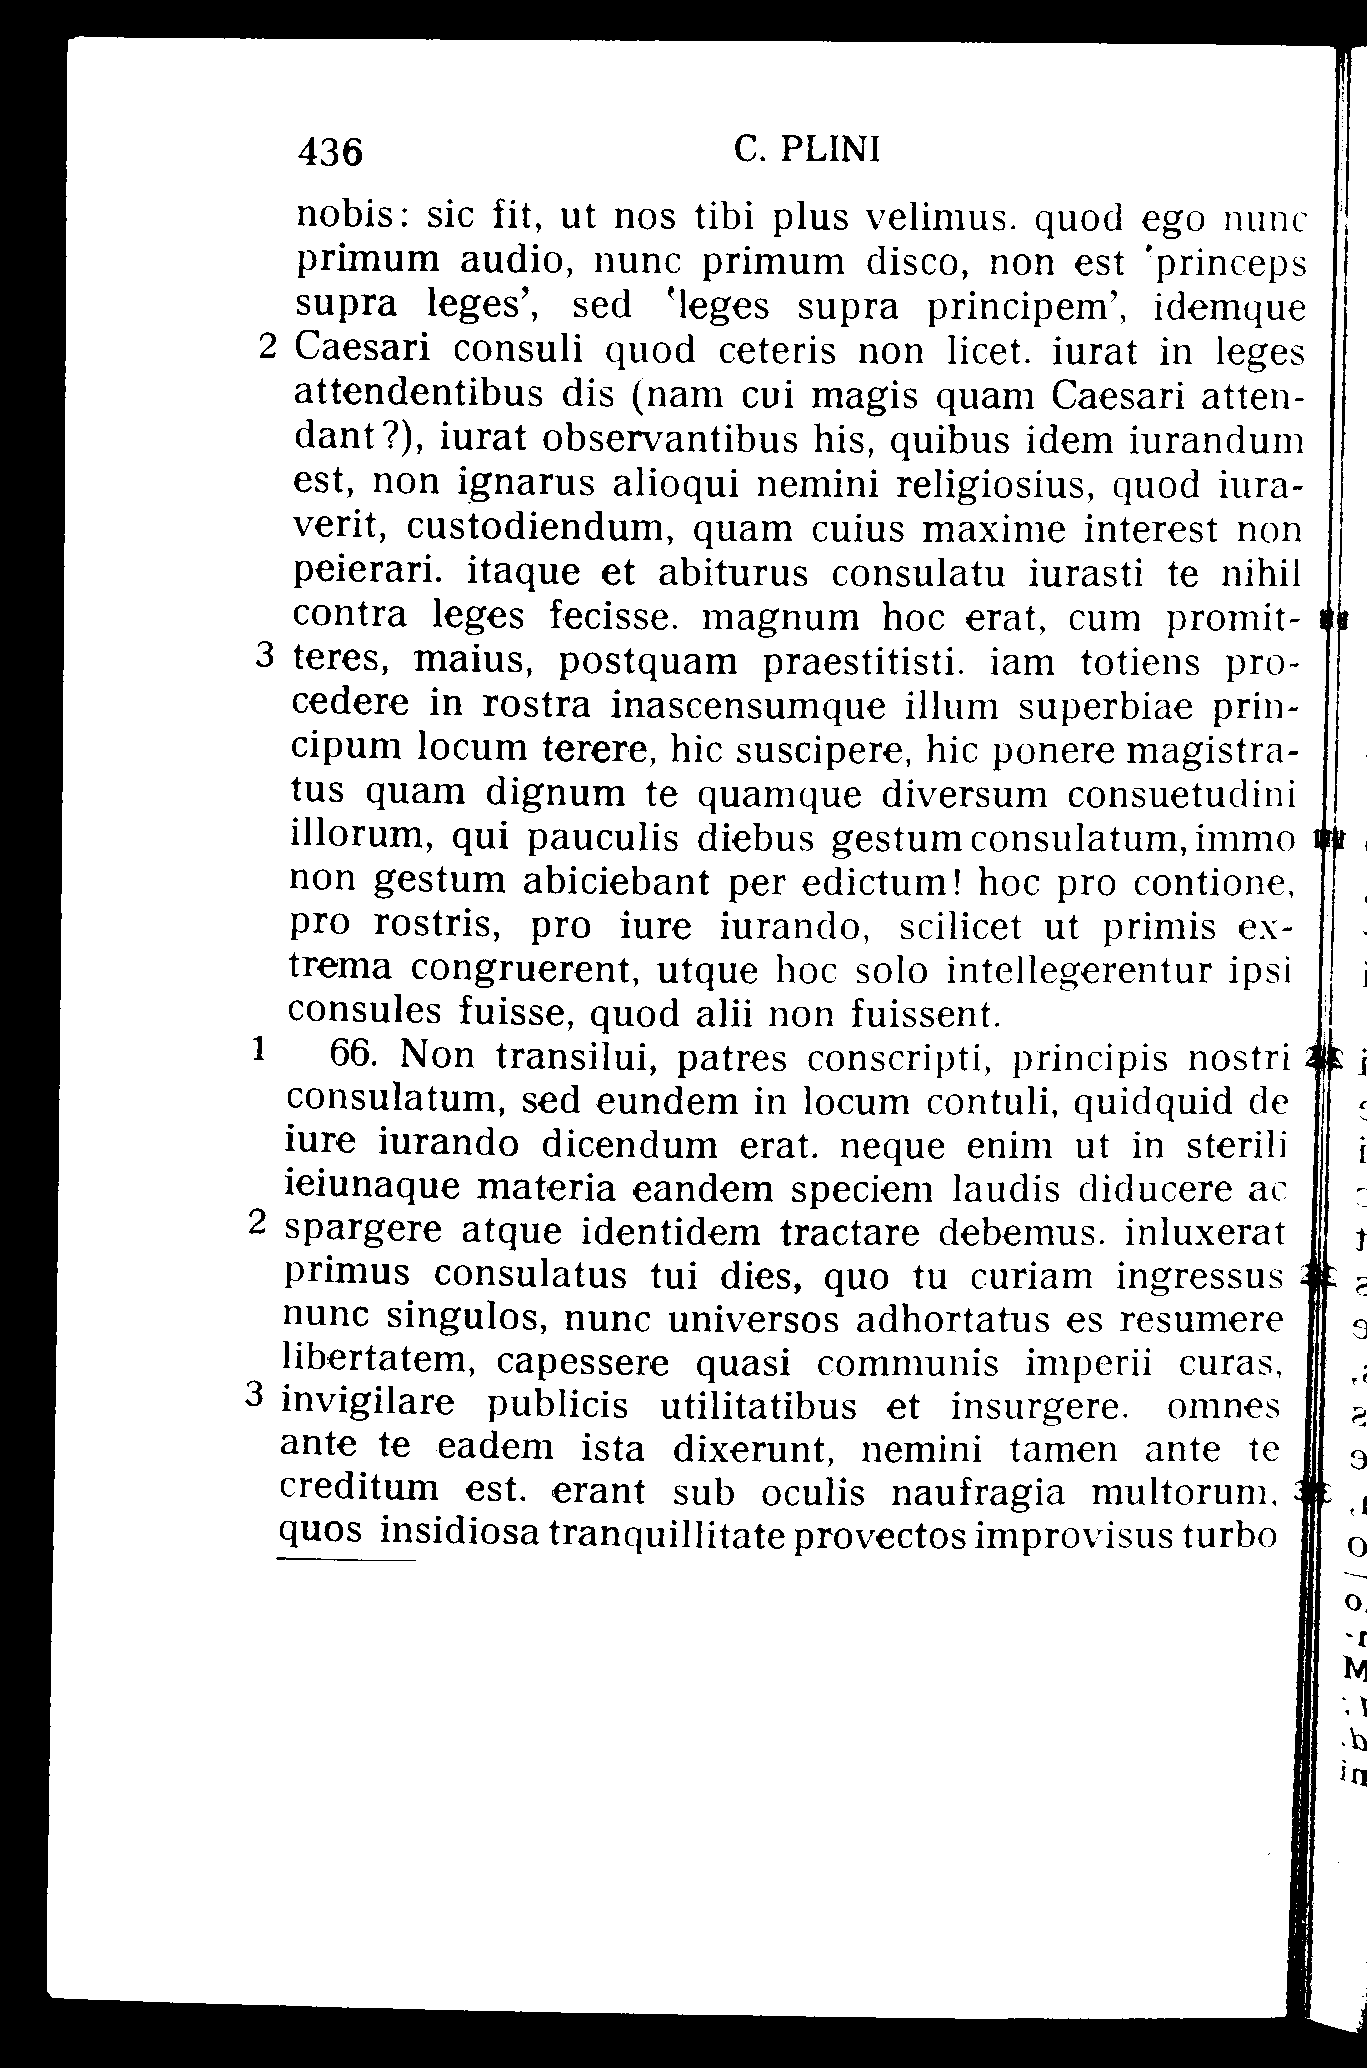 436 C. PLINI
nobis: sic fit, ut nos tibi plus velimus. quod ego nunc
primum audio, nunc primum disco, non est 'princeps
supra leges', sed 'leges supra principem', idemque
2 Caesari consuli quod ceteris non licet. iurat in leges
attendentibus dis (nam cui magis quam Caesari atten-
dant?), iurat observantibus his, quibus idem iurandum
est, non ignarus alioqui nemini religiosius, quod iura-
verit, custodiendum, quam cuius maxime interest non
peierari. itaque et abiturus consulatu iurasti te nihil
contra leges fecisse. magnum hoc erat, cum promit-
3 teres, maius, postquam praestitisti. iam totiens pro-
cedere in rostra inascensumque illum superbiae prin-
cipum locum terere, hic suscipere, hic ponere magistra-
tus quam dignum te quamque diversum consuetudini
illorum, qui pauculis diebus gestum consulatum, immo
non gestum abiciebant per edictum! hoc pro contione,
pro rostris, pro iure iurando, scilicet ut primis ex-
trema congruerent, utque hoc solo intellegerentur ipsi
consules fuisse, quod alii non fuissent.
1 66. Non transilui, patres conscripti, principis nostri
consulatum, sed eundem in locum contuli, quidquid de
iure iurando dicendum erat. neque enim ut in sterili
ieiunaque materia eandem speciem laudis diducere ac
2 spargere atque identidem tractare debemus. inluxerat
primus consulatus tui dies, quo tu curiam ingressus
nunc singulos, nunc universos adhortatus es resumere
libertatem, capessere quasi communis imperii curas,
3 invigilare publicis utilitatibus et insurgere. omnes
ante te eadem ista dixerunt, nemini tamen ante te
creditum est. erant sub oculis naufragia multorum,
quos insidiosa tranquillitate provectos improvisus turbo